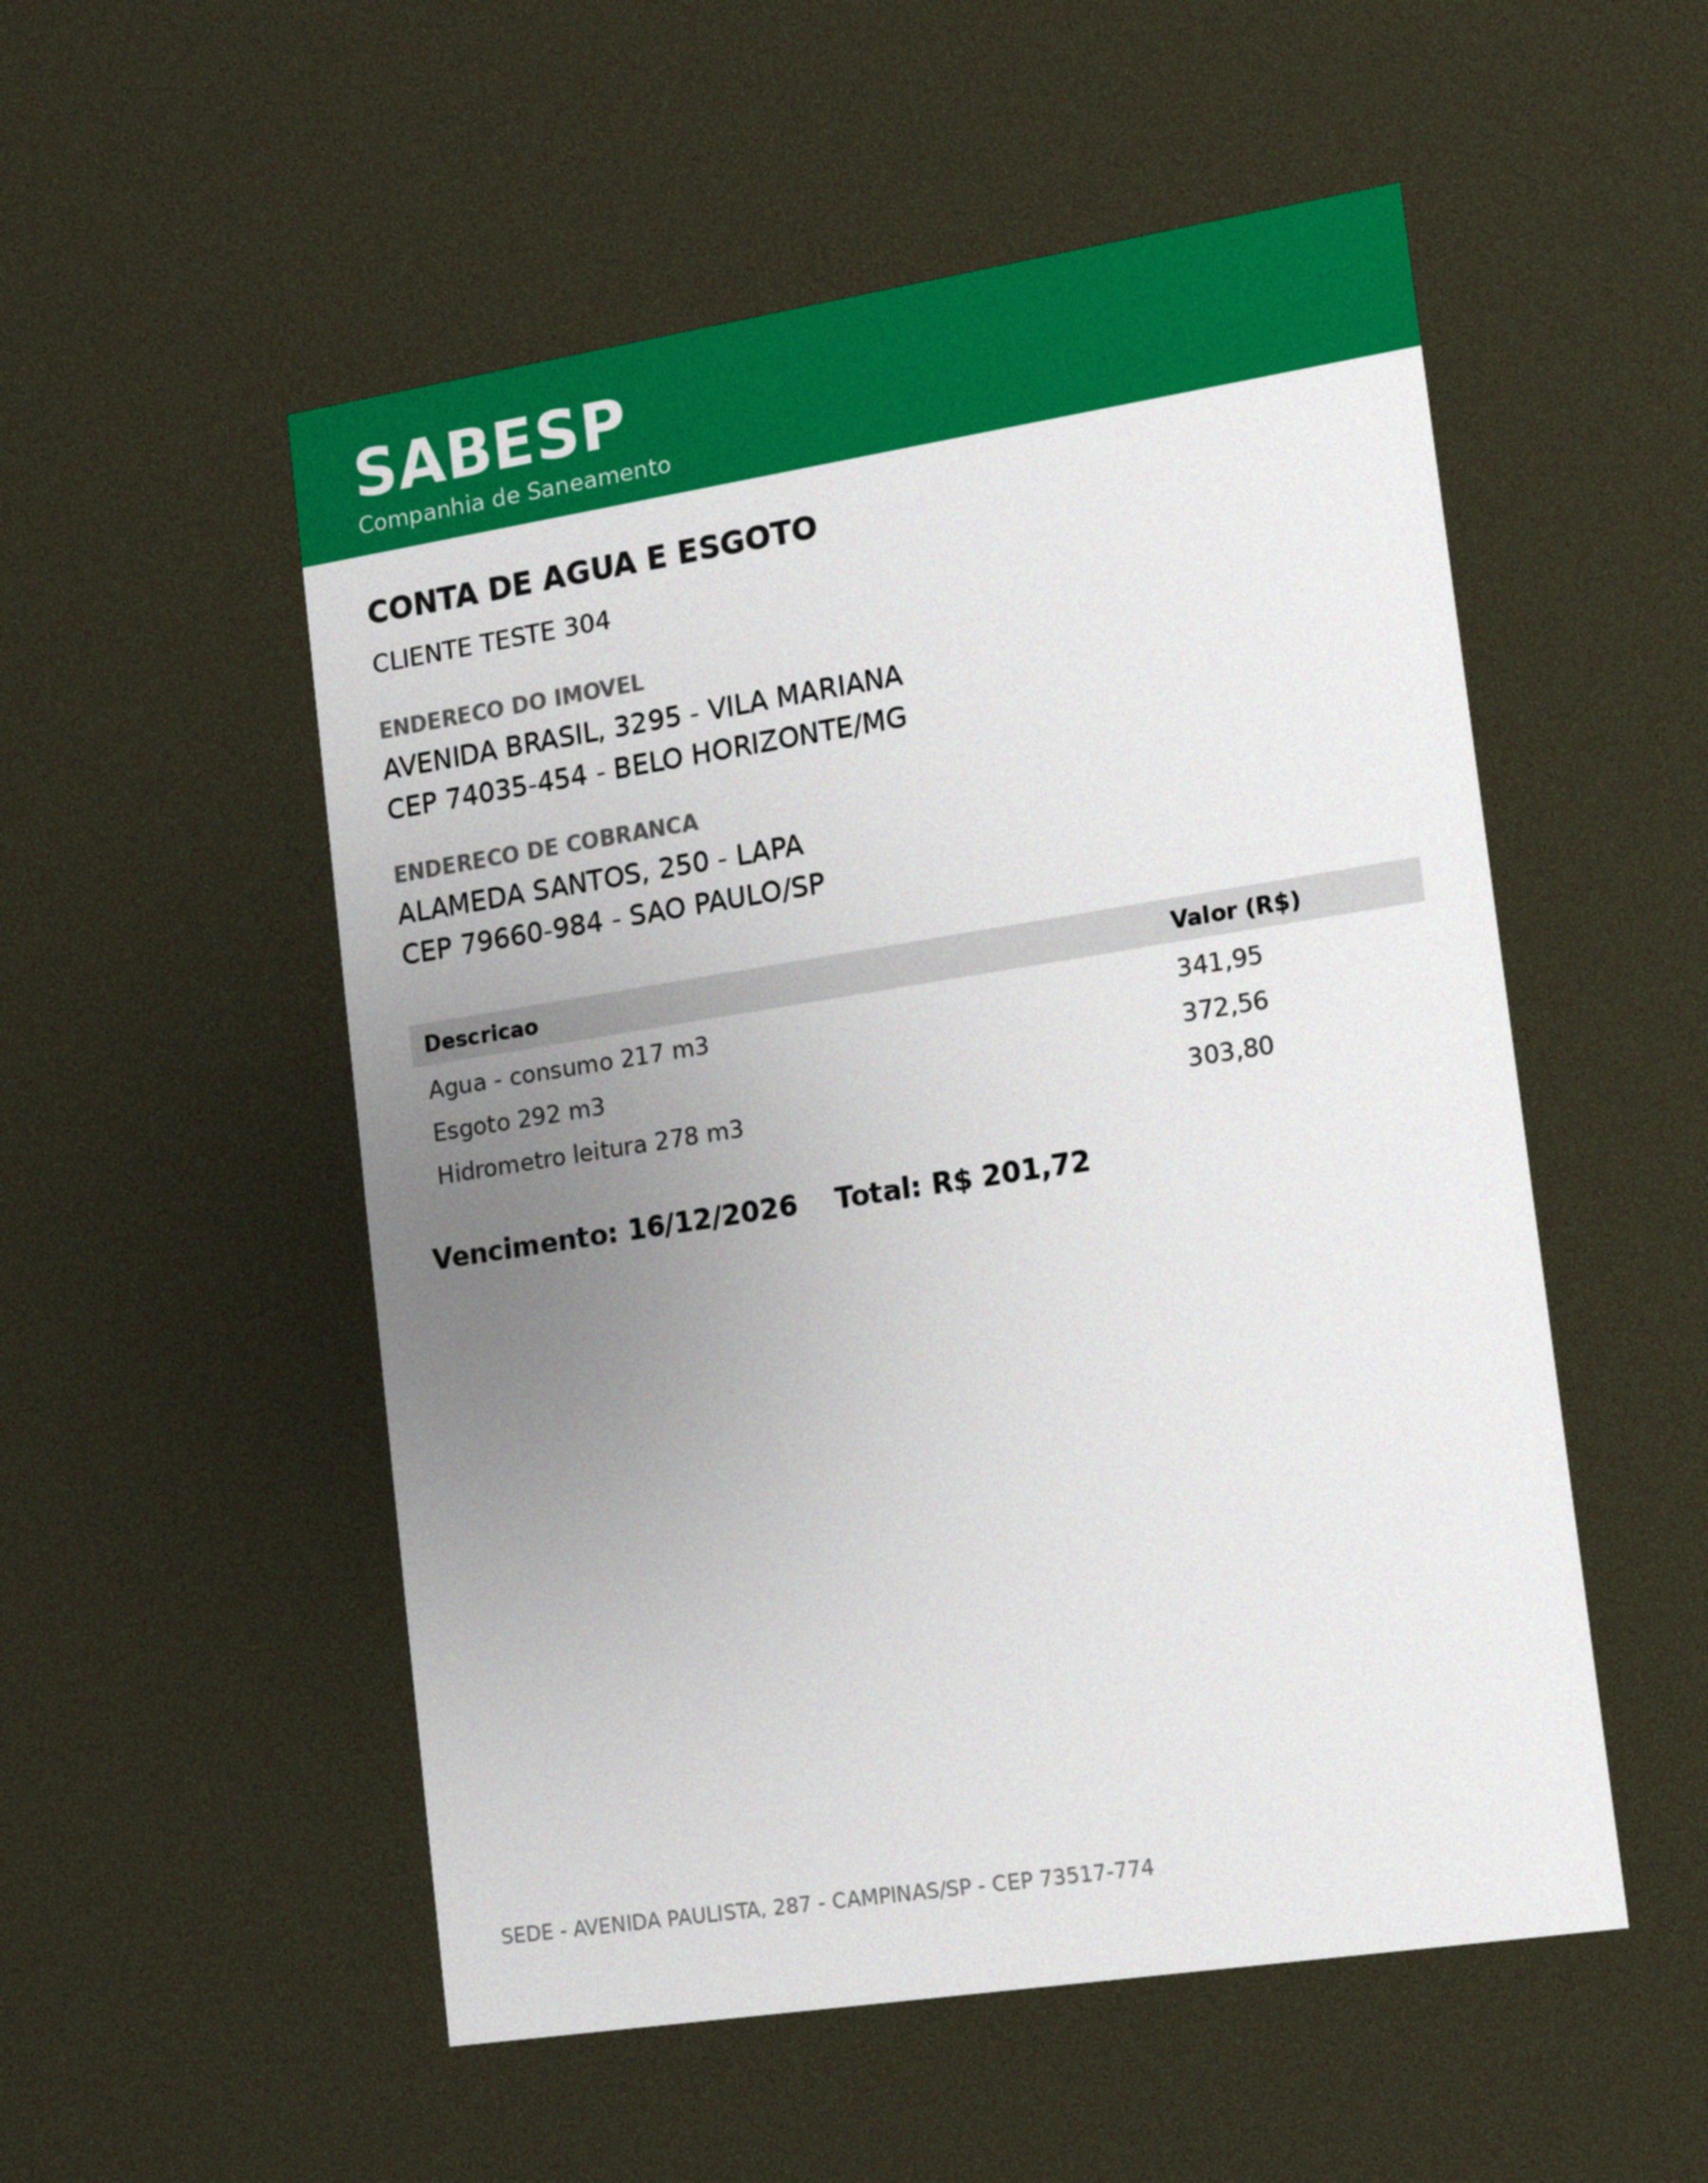 SABESP
Companhia de Saneamento
CONTA DE AGUA E ESGOTO
CLIENTE TESTE 304
ENDERECO DO IMOVEL
AVENIDA BRASIL, 3295 - VILA MARIANA
CEP 74035-454 - BELO HORIZONTE/MG
ENDERECO DE COBRANCA
ALAMEDA SANTOS, 250 - LAPA
CEP 79660-984 - SAO PAULO/SP
Descricao Valor (R$)
Agua - consumo 217 m3 341,95
Esgoto 292 m3 372,56
Hidrometro leitura 278 m3 303,80
Vencimento: 16/12/2026 Total: R$ 201,72
SEDE - AVENIDA PAULISTA, 287 - CAMPINAS/SP - CEP 73517-774